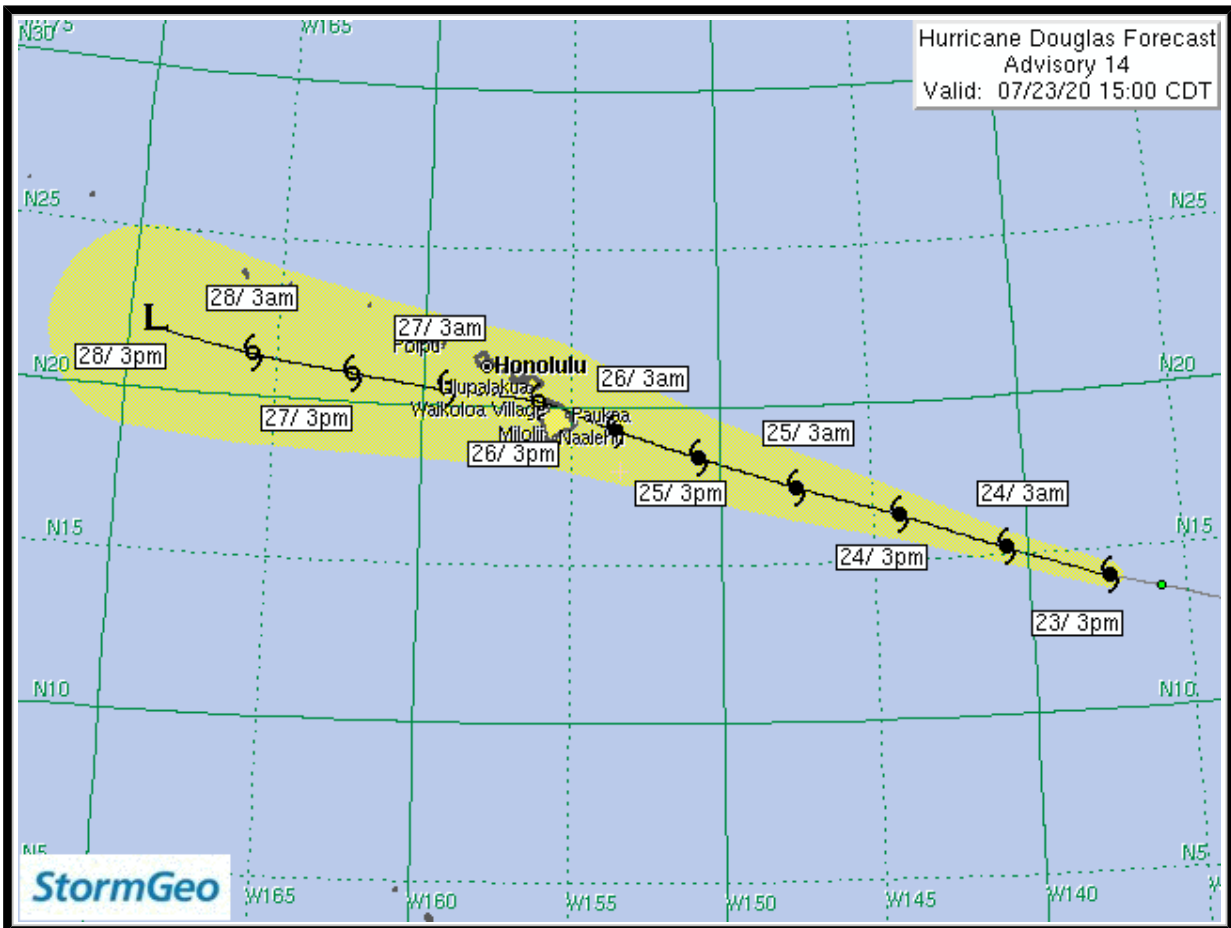 W175
W165
N30
Hurricane Douglas Forecast
Advisory 14
Valid: 07/23/20 15:00 CDT
N25
N25
28/ 3am
27/ 3am
Poipu
L
28/ 3pm
Honolulu
N20
N20
26/ 3am
27/ 3pm
Waikoloa Village
Paukaa
Milolii
Naalehu
26/ 3pm
25/ 3am
25/ 3pm
24/ 3am
N15
N15
24/ 3pm
23/ 3pm
N10
N10
N5
N5
StormGeo
W165
W160
W155
W150
W145
W140